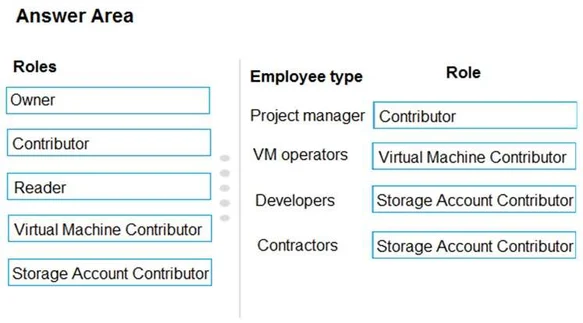 Answer Area
Roles
Owner
Contributor
Reader
Virtual Machine Contributor
Storage Account Contributor
Employee type Role
Project manager Contributor
VM operators Virtual Machine Contributor
Developers Storage Account Contributor
Contractors Storage Account Contributor